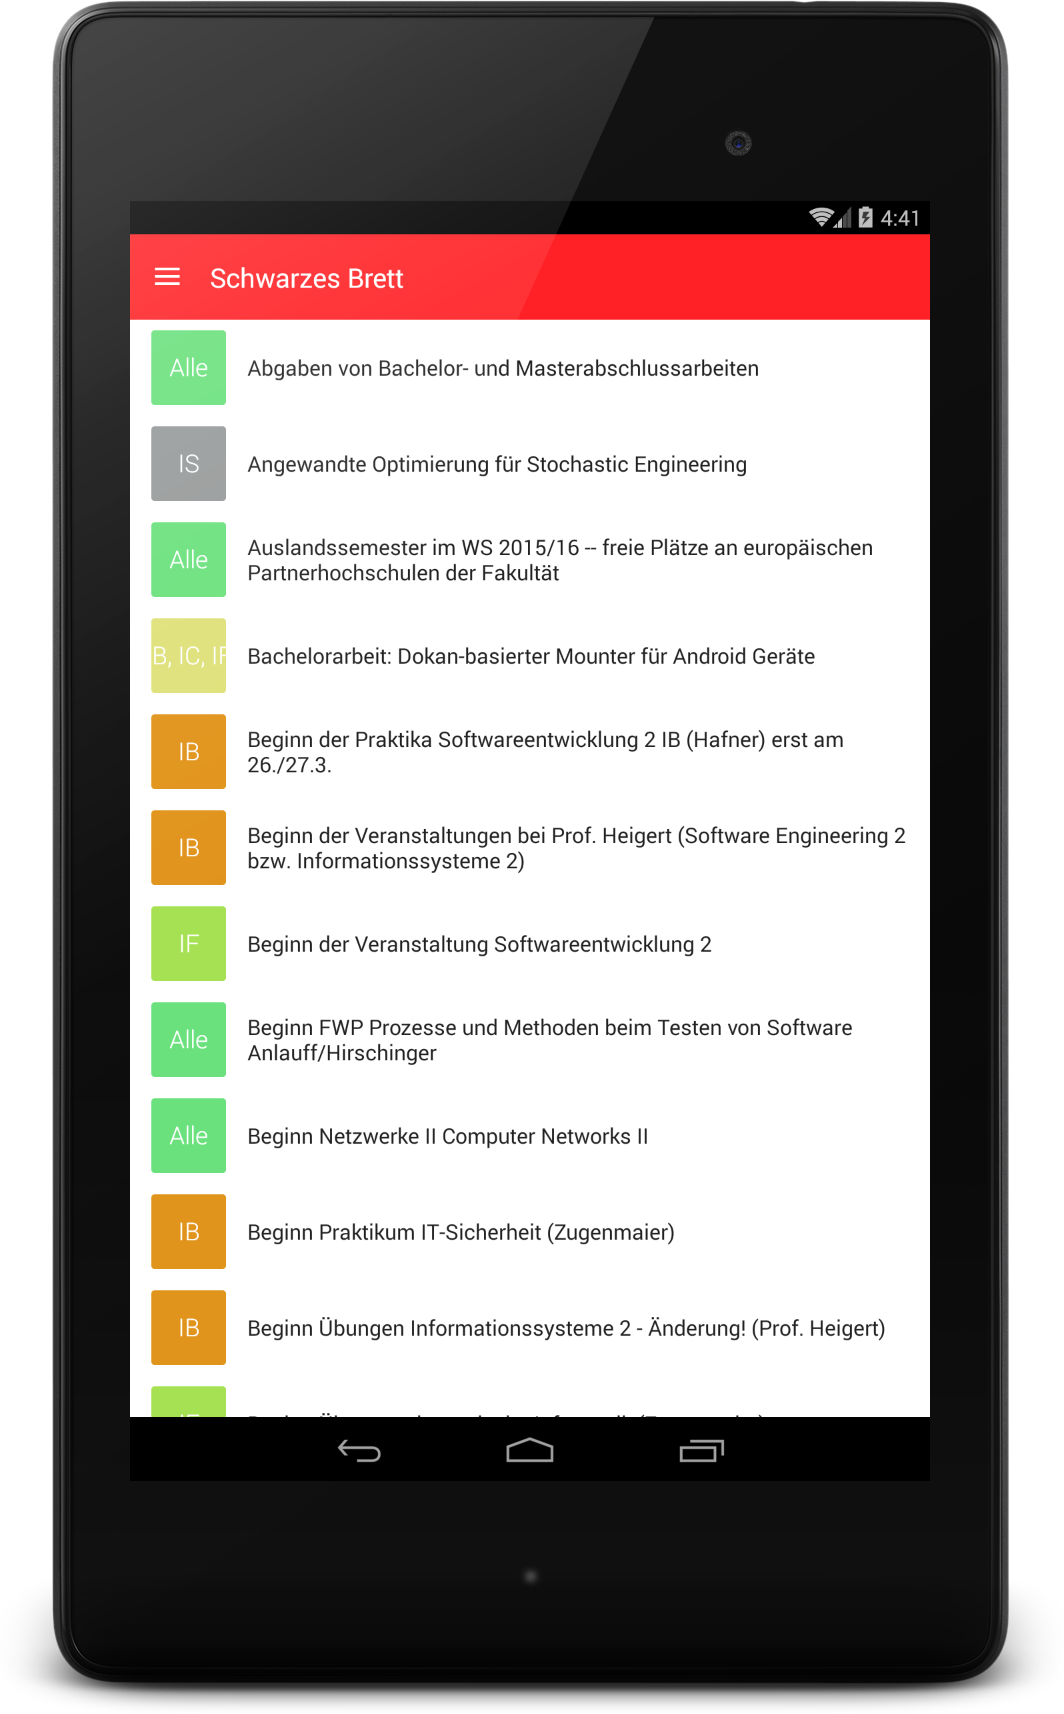 4:41
Schwarzes Brett
Alle
Abgaben von Bachelor- und Masterabschlussarbeiten
IS
Angewandte Optimierung für Stochastic Engineering
Alle
Auslandssemester im WS 2015/16 -- freie Plätze an europäischen
Partnerhochschulen der Fakultät
B, IC, IF
Bachelorarbeit: Dokan-basierter Mounter für Android Geräte
IB
Beginn der Praktika Softwareentwicklung 2 IB (Hafner) erst am
26./27.3.
IB
Beginn der Veranstaltungen bei Prof. Heigert (Software Engineering 2
bzw. Informationssysteme 2)
IF
Beginn der Veranstaltung Softwareentwicklung 2
Alle
Beginn FWP Prozesse und Methoden beim Testen von Software
Anlauff/Hirschinger
Alle
Beginn Netzwerke II Computer Networks II
IB
Beginn Praktikum IT-Sicherheit (Zugenmaier)
IB
Beginn Übungen Informationssysteme 2 - Änderung! (Prof. Heigert)